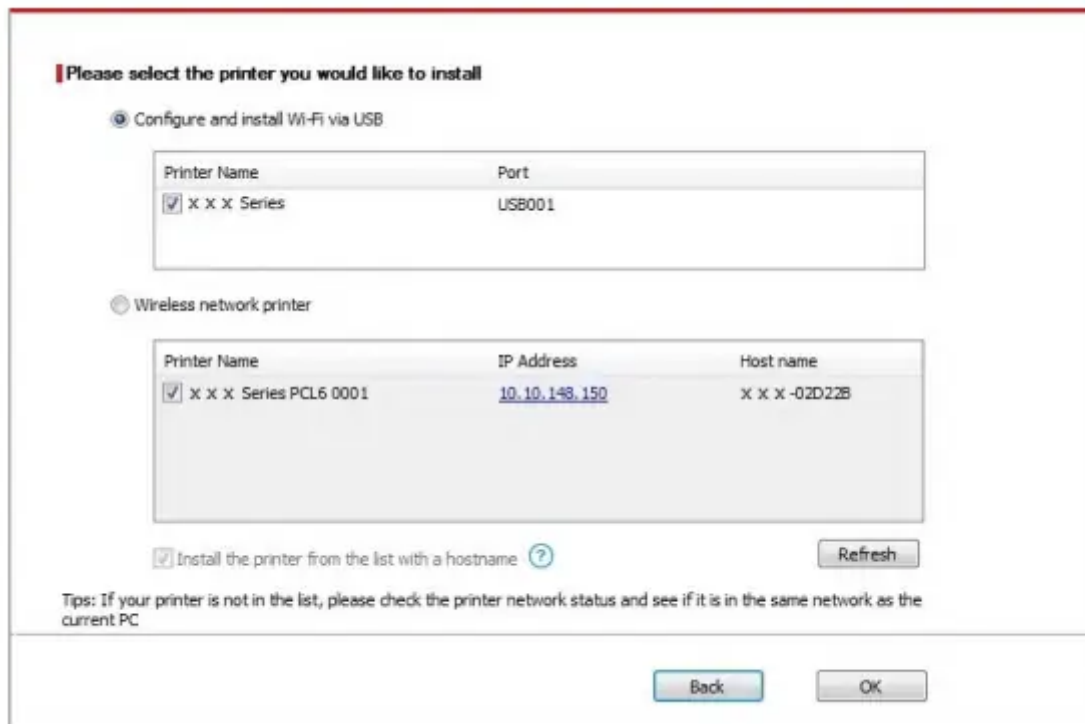 Please select the printer you would like to install
Configure and install Wi-Fi via USB
Printer Name Port
X X X Series USB001
Wireless network printer
Printer Name IP Address Host name
X X X Series PCL6 0001 10.10.148.150 X X X -02D22B
Install the printer from the list with a hostname ?
Refresh
Tips: If your printer is not in the list, please check the printer network status and see if it is in the same network as the
current PC
Back OK